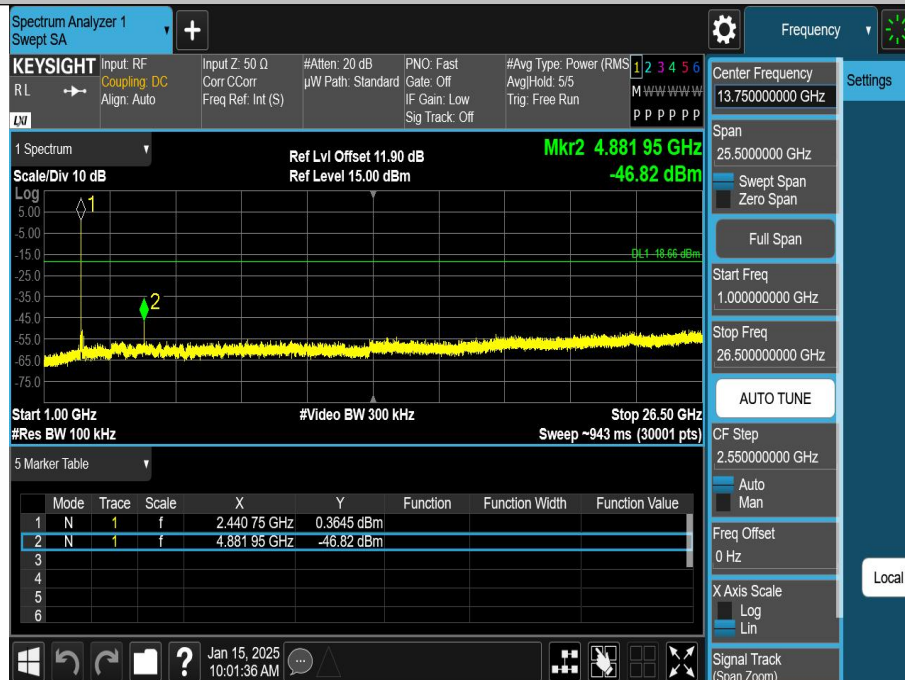 Spectrum Analyzer 1
Swept SA
+
Frequency
KEYSIGHT
RL
LXI
Input: RF
Coupling: DC
Align: Auto
Input Z: 50 Ω
Corr CCorr
Freq Ref: Int (S)
#Atten: 20 dB
µW Path: Standard
PNO: Fast
Gate: Off
IF Gain: Low
Sig Track: Off
#Avg Type: Power (RMS
Avg|Hold: 5/5
Trig: Free Run
1 2 3 4 5 6
M W W W W W
P P P P P P
1 Spectrum
Scale/Div 10 dB
Ref Lvl Offset 11.90 dB
Ref Level 15.00 dBm
Mkr2 4.881 95 GHz
-46.82 dBm
Log
5.00
-5.00
-15.0
-25.0
-35.0
-45.0
-55.0
-65.0
-75.0
1
2
DL1 -18.66 dBm
Start 1.00 GHz
#Res BW 100 kHz
#Video BW 300 kHz
Stop 26.50 GHz
Sweep ~943 ms (30001 pts)
5 Marker Table
Mode Trace Scale X Y Function Function Width Function Value
1 N 1 f 2.440 75 GHz 0.3645 dBm
2 N 1 f 4.881 95 GHz -46.82 dBm
3
4
5
6
?
Jan 15, 2025
10:01:36 AM
Center Frequency
13.750000000 GHz
Span
25.5000000 GHz
Swept Span
Zero Span
Full Span
Start Freq
1.000000000 GHz
Stop Freq
26.500000000 GHz
AUTO TUNE
CF Step
2.550000000 GHz
Auto
Man
Freq Offset
0 Hz
X Axis Scale
Log
Lin
Signal Track
(Span Zoom)
Settings
Local